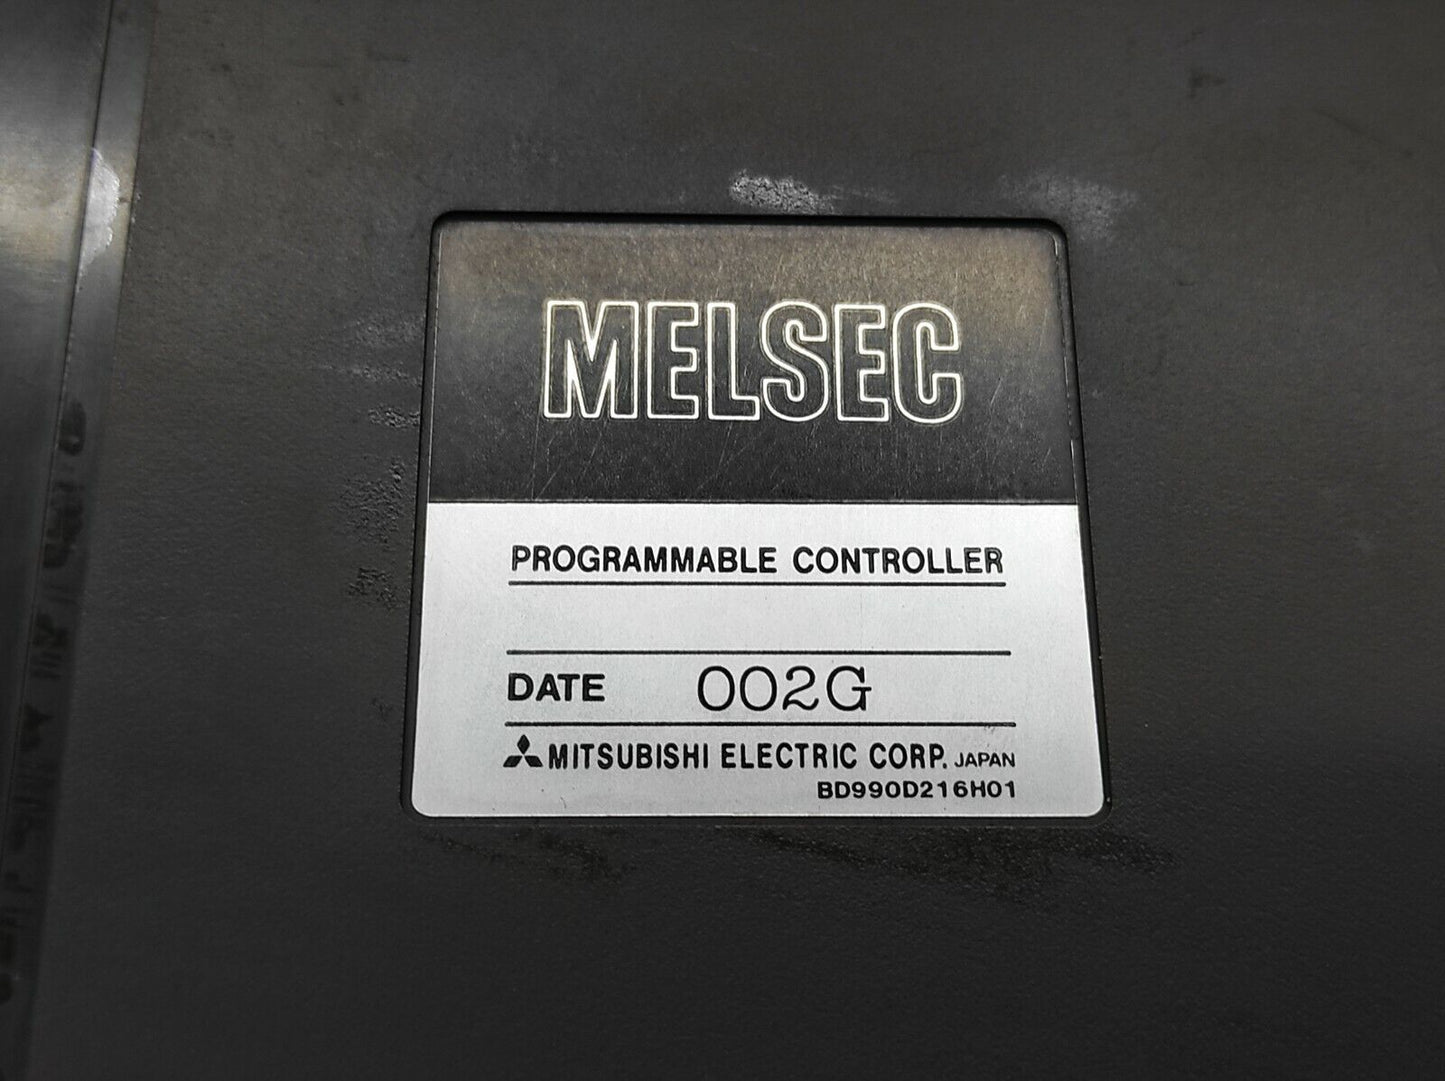 MELSEC
PROGRAMMABLE CONTROLLER
DATE 002G
MITSUBISHI ELECTRIC CORP. JAPAN
BD990D216H01